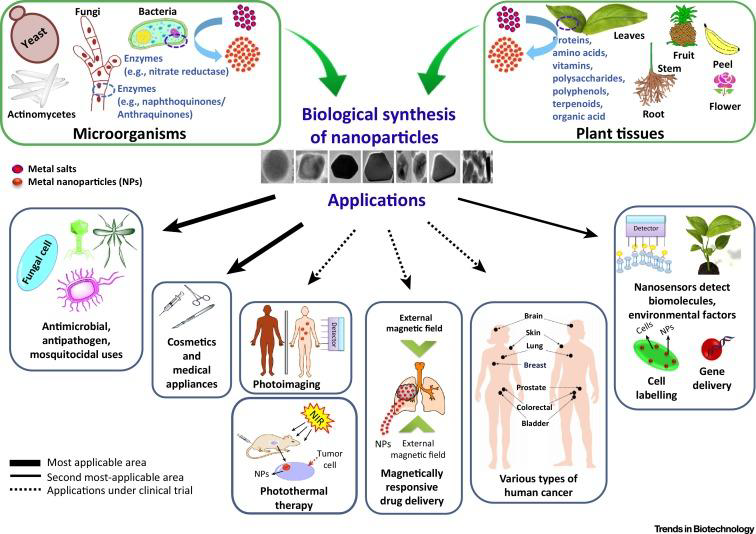 Yeast
Fungi
Bacteria
Enzymes
(e.g., nitrate reductase)
Enzymes
(e.g., naphthoquinones/
Anthraquinones)
Actinomycetes
Microorganisms
Proteins,
amino acids,
vitamins,
polysaccharides,
polyphenols,
terpenoids,
organic acid
Leaves
Fruit
Stem
Peel
Root
Flower
Plant tissues
Biological synthesis
of nanoparticles
Metal salts
Metal nanoparticles (NPs)
Applications
Fungal cell
Antimicrobial,
antipathogen,
mosquitocidal uses
Cosmetics
and
medical
appliances
Detector
Photoimaging
NIR
Tumor
cell
NPs
Photothermal
therapy
External
magnetic field
NPs
External
magnetic field
Magnetically
responsive
drug delivery
Brain
Skin
Lung
Breast
Prostate
Colorectal
Bladder
Various types of
human cancer
Detector
Nanosensors detect
biomolecules,
environmental factors
Cells
NPs
Cell
labelling
Gene
delivery
Most applicable area
Second most-applicable area
Applications under clinical trial
Trends in Biotechnology